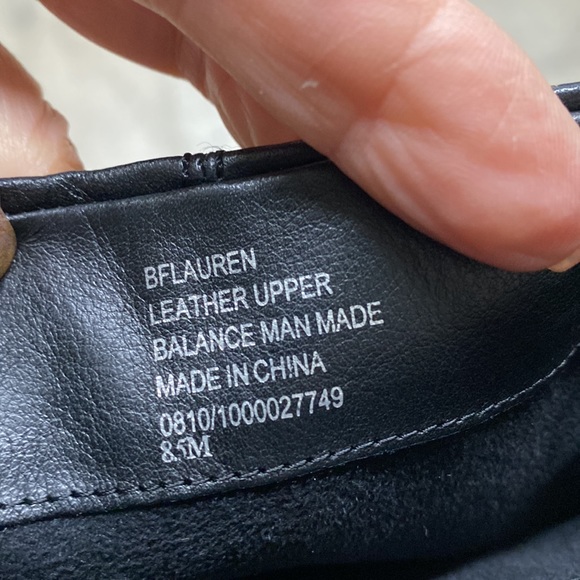 BFLAUREN
LEATHER UPPER
BALANCE MAN MADE
MADE IN CHINA
0810/1000027749
8.5M